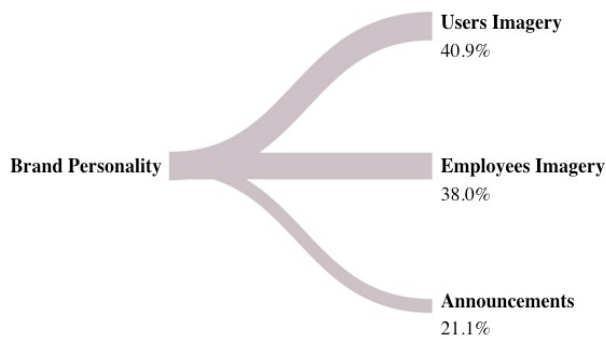 Users Imagery
40.9%
Brand Personality
Employees Imagery
38.0%
Announcements
21.1%